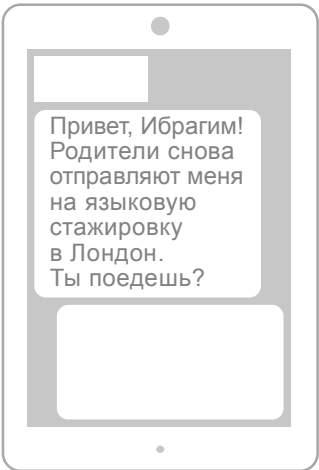 Привет, Ибрагим!
Родители снова
отправляют меня
на языковую
стажировку
в Лондон.
Ты поедешь?